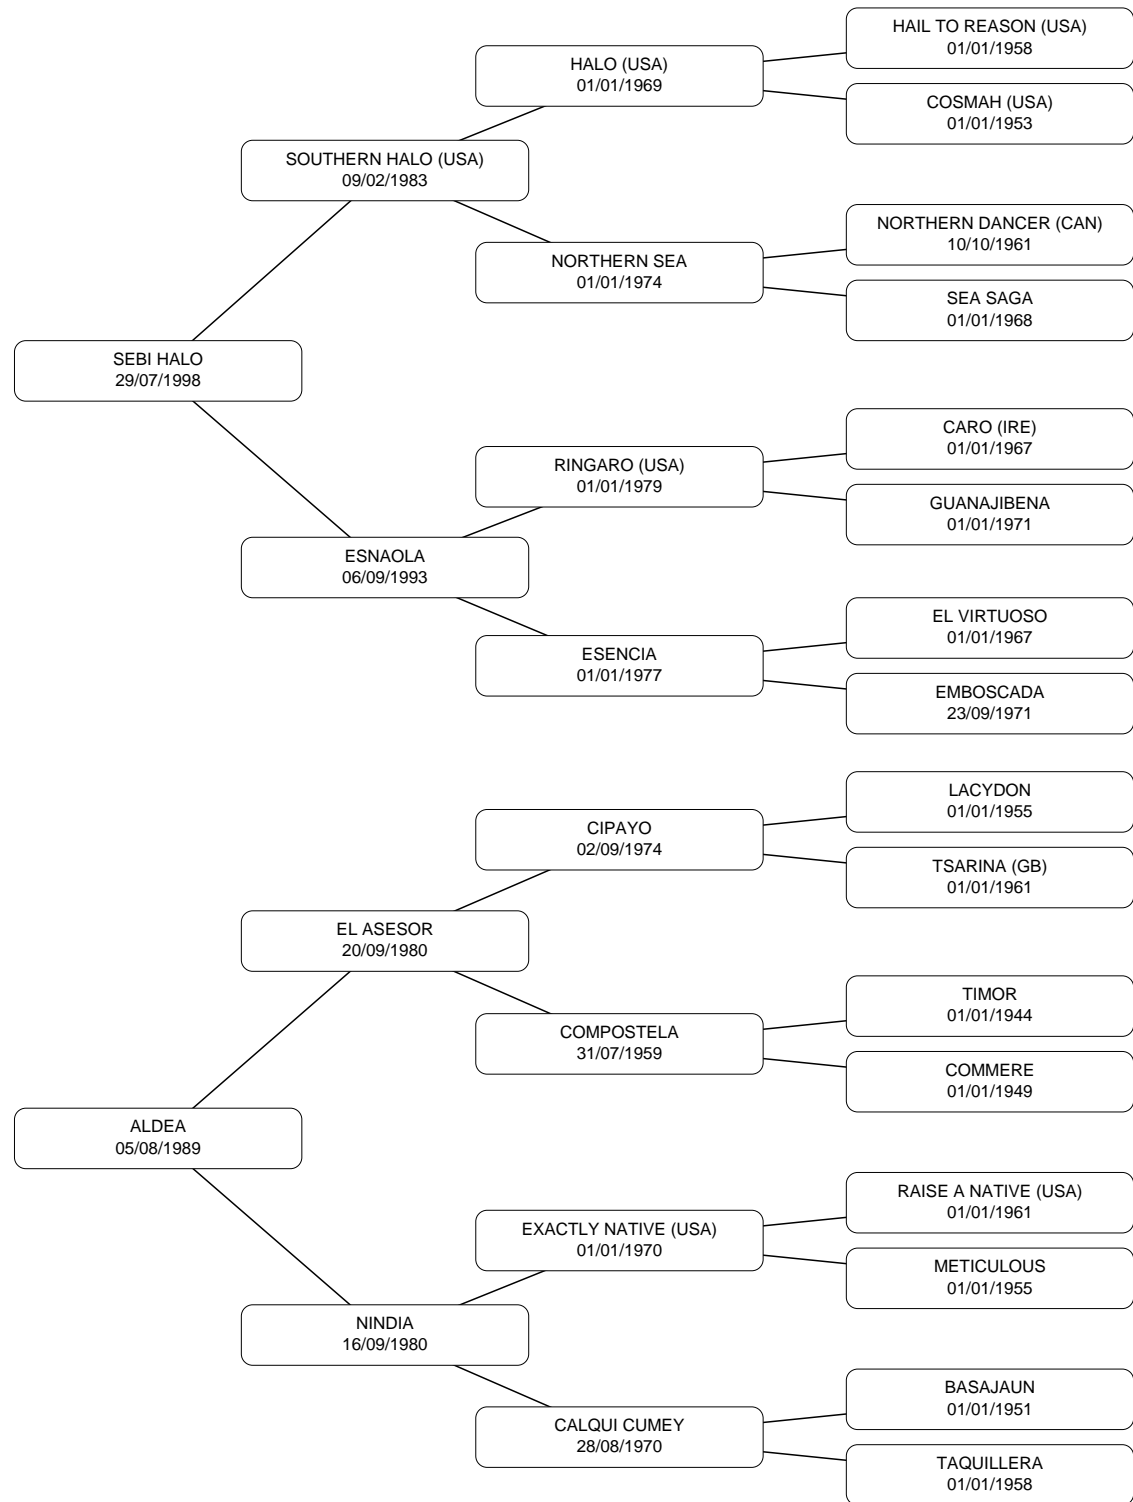 HAIL TO REASON (USA)
01/01/1958
HALO (USA)
01/01/1969
COSMAH (USA)
01/01/1953
SOUTHERN HALO (USA)
09/02/1983
NORTHERN DANCER (CAN)
10/10/1961
NORTHERN SEA
01/01/1974
SEA SAGA
01/01/1968
SEBI HALO
29/07/1998
CARO (IRE)
01/01/1967
RINGARO (USA)
01/01/1979
GUANAJIBENA
01/01/1971
ESNAOLA
06/09/1993
EL VIRTUOSO
01/01/1967
ESENCIA
01/01/1977
EMBOSCADA
23/09/1971
LACYDON
01/01/1955
CIPAYO
02/09/1974
TSARINA (GB)
01/01/1961
EL ASESOR
20/09/1980
TIMOR
01/01/1944
COMPOSTELA
31/07/1959
COMMERE
01/01/1949
ALDEA
05/08/1989
RAISE A NATIVE (USA)
01/01/1961
EXACTLY NATIVE (USA)
01/01/1970
METICULOUS
01/01/1955
NINDIA
16/09/1980
BASAJAUN
01/01/1951
CALQUI CUMEY
28/08/1970
TAQUILLERA
01/01/1958